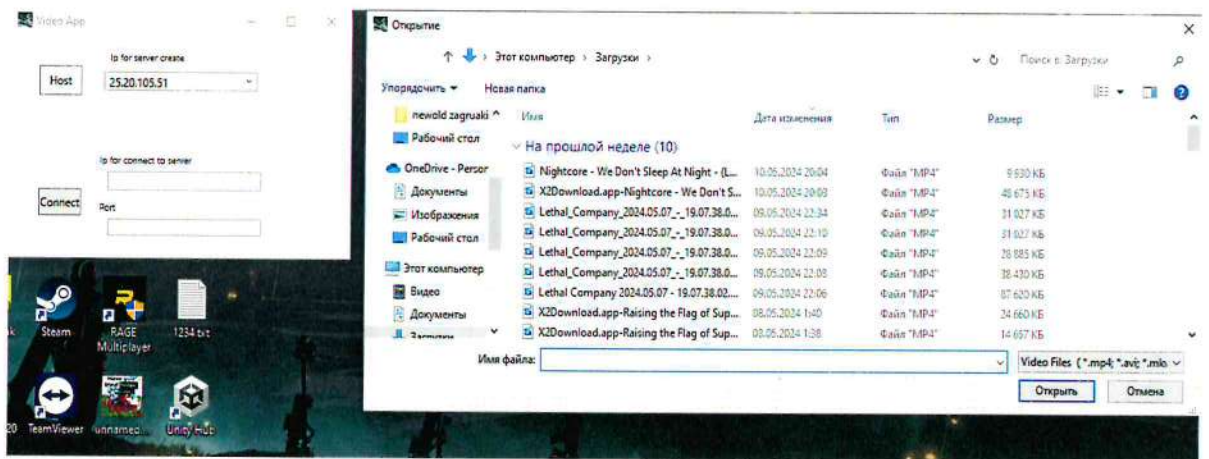 Video App
Ip for server create
Host
25.20.105.51
Ip for connect to server
Connect
Port
Steam
RAGE Multiplayer
1234.txt
20
TeamViewer
unnamed...
Unity Hub
Открытие
Этот компьютер > Загрузки >
Поиск в: Загрузки
Упорядочить
Новая папка
newold zagruaki
Рабочий стол
OneDrive - Person
Документы
Изображения
Рабочий стол
Этот компьютер
Видео
Документы
Загрузки
Имя Дата изменения Тип Размер
На прошлой неделе (10)
Nightcore - We Don't Sleep At Night - (L... 10.05.2024 20:04 Файл "MP4" 9 930 КБ
X2Download.app-Nightcore - We Don't S... 10.05.2024 20:03 Файл "MP4" 48 675 КБ
Lethal_Company_2024.05.07_-_19.07.38.0... 09.05.2024 22:34 Файл "MP4" 31 027 КБ
Lethal_Company_2024.05.07_-_19.07.38.0... 09.05.2024 22:10 Файл "MP4" 31 027 КБ
Lethal_Company_2024.05.07_-_19.07.38.0... 09.05.2024 22:09 Файл "MP4" 28 885 КБ
Lethal_Company_2024.05.07_-_19.07.38.0... 09.05.2024 22:08 Файл "MP4" 38 430 КБ
Lethal Company 2024.05.07 - 19.07.38.02.... 09.05.2024 22:06 Файл "MP4" 87 620 КБ
X2Download.app-Raising the Flag of Sup... 08.05.2024 1:40 Файл "MP4" 24 660 КБ
X2Download.app-Raising the Flag of Sup... 08.05.2024 1:38 Файл "MP4" 14 657 КБ
Имя файла:
Video Files (*.mp4; *.avi; *.mlo
Открыть
Отмена